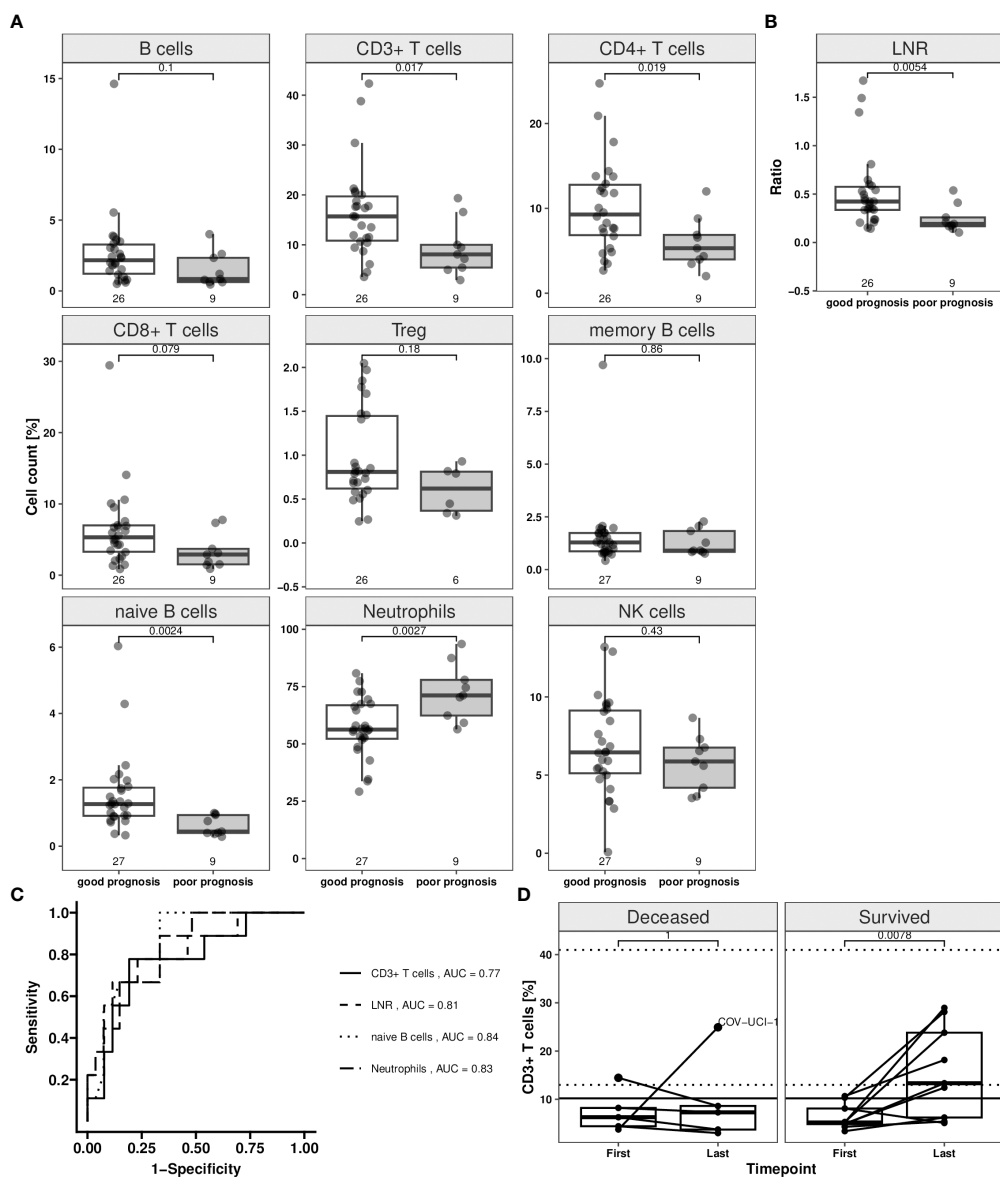 A
B
B cells
CD3+ T cells
CD4+ T cells
LNR
0.1
0.017
0.019
0.0054
15
10
5
0
26
9
40
30
20
10
0
26
9
20
10
0
26
9
Ratio
1.5
1.0
0.5
0.0
−0.5
26
9
good prognosis
poor prognosis
CD8+ T cells
Treg
memory B cells
0.079
0.18
0.86
Cell count [%]
30
20
10
0
26
9
2.0
1.5
1.0
0.5
0.0
−0.5
26
6
10.0
7.5
5.0
2.5
0.0
27
9
naive B cells
Neutrophils
NK cells
0.0024
0.0027
0.43
6
4
2
0
27
9
100
75
50
25
0
27
9
10
5
0
27
9
good prognosis
poor prognosis
good prognosis
poor prognosis
good prognosis
poor prognosis
C
Sensitivity
1.0
0.8
0.6
0.4
0.2
0.00
0.25
0.50
0.75
1.00
1−Specificity
CD3+ T cells , AUC = 0.77
LNR , AUC = 0.81
naive B cells , AUC = 0.84
Neutrophils , AUC = 0.83
D
Deceased
Survived
1
0.0078
CD3+ T cells [%]
40
30
20
10
COV−UCI−1
First
Last
First
Last
Timepoint